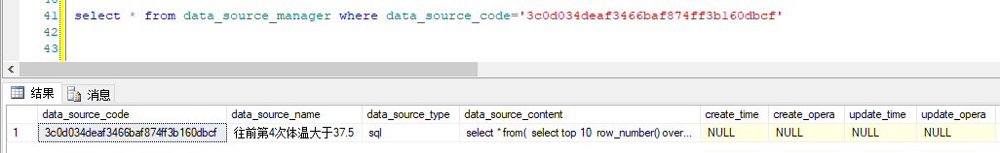 41 select * from data_source_manager where data_source_code='3c0d034deaf3466baf874ff3b160dbcf'
42
43
结果 消息
data_source_code data_source_name data_source_type data_source_content create_time create_opera update_time update_opera
1 3c0d034deaf3466baf874ff3b160dbcf 往前第4次体温大于37.5 sql select * from( select top 10 row_number() over... NULL NULL NULL NULL